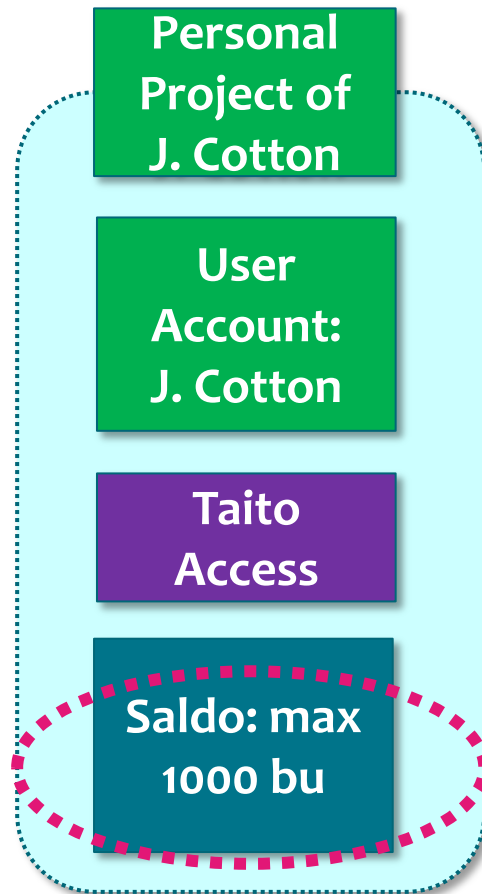 Personal
Project of
J. Cotton
User
Account:
J. Cotton
Taito
Access
Saldo: max
1000 bu